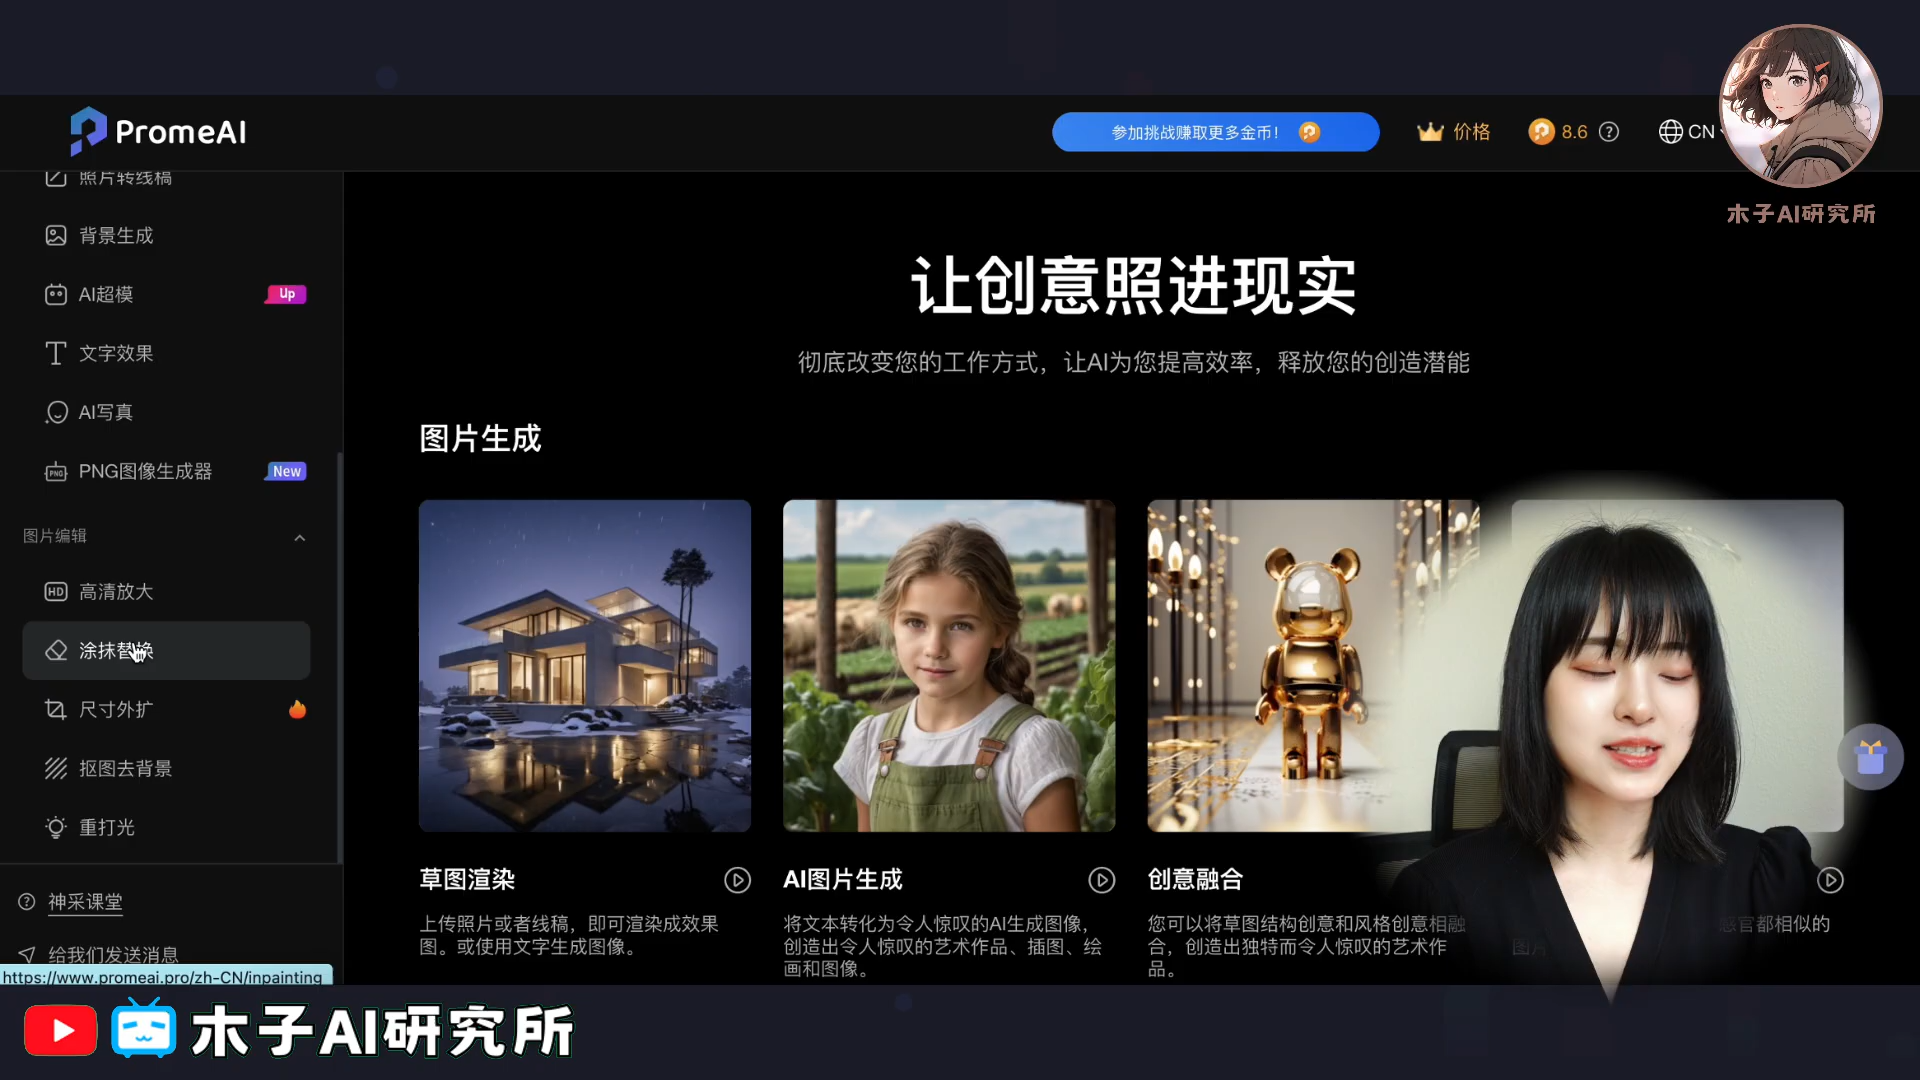 PromeAI
参加挑战赚取更多金币!
价格
8.6
CN
木子AI研究所
照片转线稿
背景生成
AI超模
Up
文字效果
AI写真
PNG图像生成器
New
图片编辑
HD
高清放大
涂抹替换
尺寸外扩
抠图去背景
重打光
神采课堂
给我们发送消息
https://www.promeai.pro/zh-CN/inpainting
让创意照进现实
彻底改变您的工作方式，让AI为您提高效率，释放您的创造潜能
图片生成
草图渲染
上传照片或者线稿，即可渲染成效果
图。或使用文字生成图像。
AI图片生成
将文本转化为令人惊叹的AI生成图像，
创造出令人惊叹的艺术作品、插图、绘
画和图像。
创意融合
您可以将草图结构创意和风格创意相融
合，创造出独特而令人惊叹的艺术作
品。
感官都相似的
图片
木子AI研究所